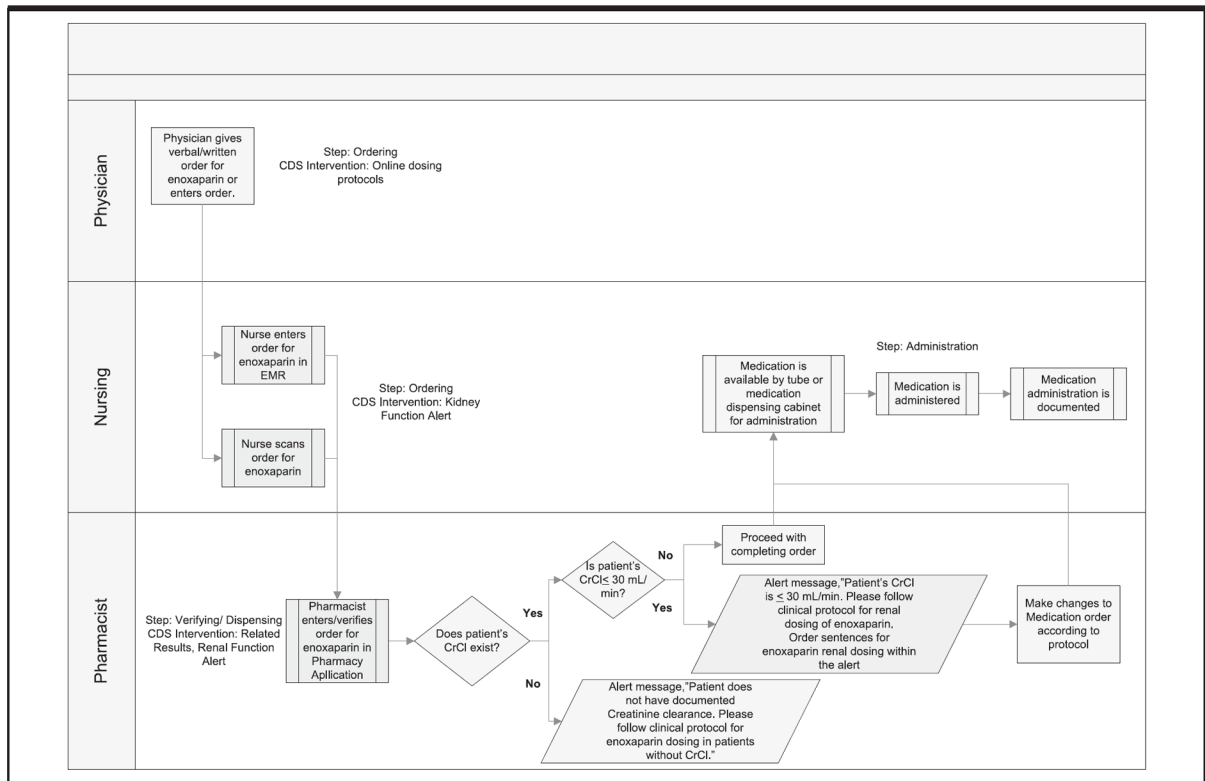 Physician
Physician gives
verbal/written
order for
enoxaparin or
enters order.
Step: Ordering
CDS Intervention: Online dosing
protocols
Nursing
Nurse enters
order for
enoxaparin in
EMR
Step: Ordering
CDS Intervention: Kidney
Function Alert
Nurse scans
order for
enoxaparin
Medication is
available by tube or
medication
dispensing cabinet
for administration
Step: Administration
Medication is
administered
Medication
administration is
documented
Pharmacist
Step: Verifying/ Dispensing
CDS Intervention: Related
Results, Renal Function
Alert
Pharmacist
enters/verifies
order for
enoxaparin in
Pharmacy
Apllication
Does patient's
CrCl exist?
Yes
No
Is patient's
CrCl≤ 30 mL/
min?
No
Yes
Proceed with
completing order
Alert message,"Patient's CrCl
is ≤ 30 mL/min. Please follow
clinical protocol for renal
dosing of enoxaparin.
Order sentences for
enoxaparin renal dosing within
the alert
Make changes to
Medication order
according to
protocol
Alert message,"Patient does
not have documented
Creatinine clearance. Please
follow clinical protocol for
enoxaparin dosing in patients
without CrCl."